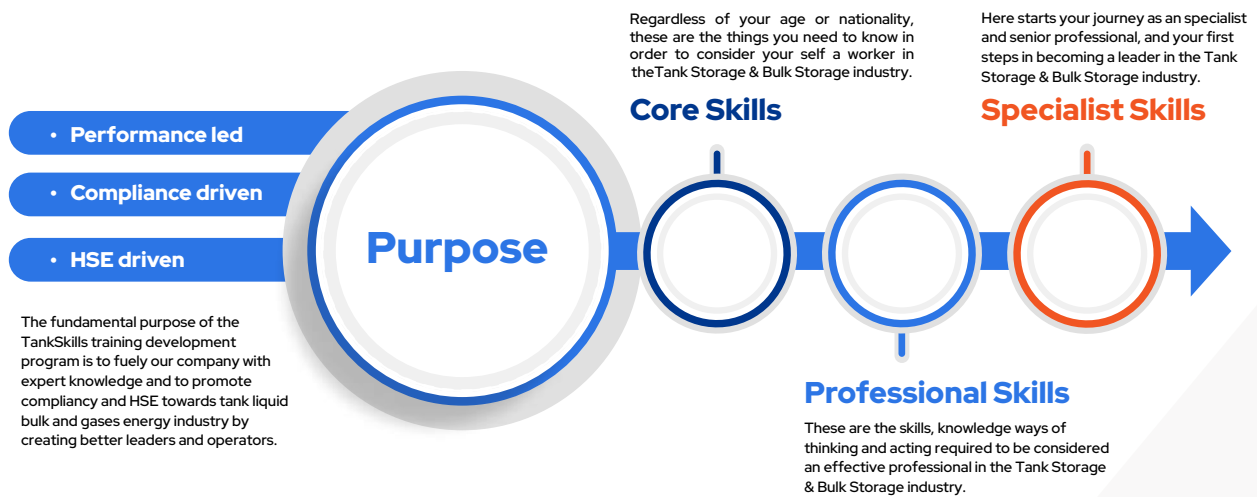 • Performance led
• Compliance driven
• HSE driven
The fundamental purpose of the
TankSkills training development
program is to fuely our company with
expert knowledge and to promote
compliancy and HSE towards tank liquid
bulk and gases energy industry by
creating better leaders and operators.
Purpose
Regardless of your age or nationality,
these are the things you need to know in
order to consider your self a worker in
theTank Storage & Bulk Storage industry.
Core Skills
Professional Skills
These are the skills, knowledge ways of
thinking and acting required to be considered
an effective professional in the Tank Storage
& Bulk Storage industry.
Here starts your journey as an specialist
and senior professional, and your first
steps in becoming a leader in the Tank
Storage & Bulk Storage industry.
Specialist Skills